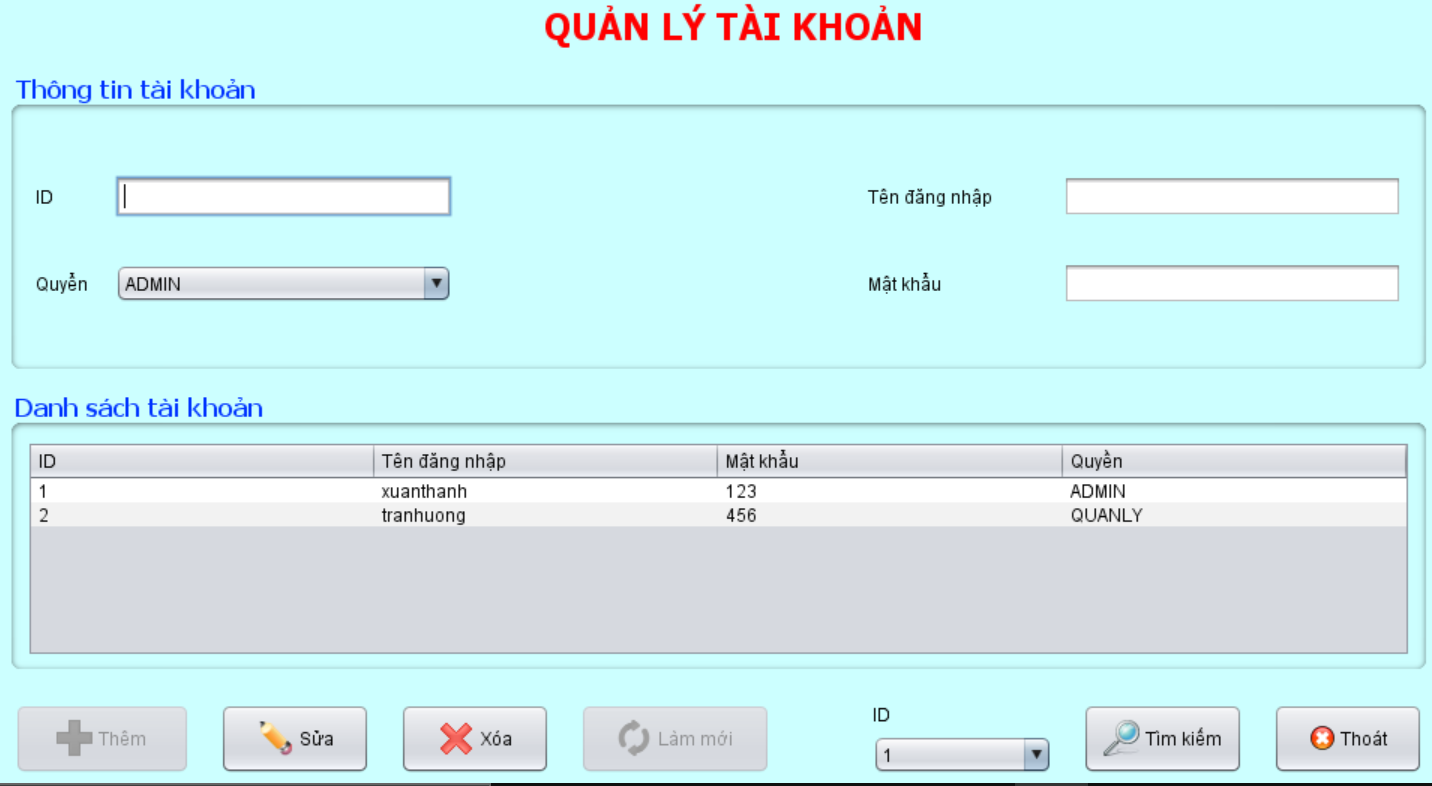 QUẢN LÝ TÀI KHOẢN
Thông tin tài khoản
ID
Tên đăng nhập
Quyền ADMIN
Mật khẩu
Danh sách tài khoản
ID Tên đăng nhập Mật khẩu Quyền
1 xuanthanh 123 ADMIN
2 tranhuong 456 QUANLY
ID
Thêm Sửa Xóa Làm mới 1 Tìm kiếm Thoát